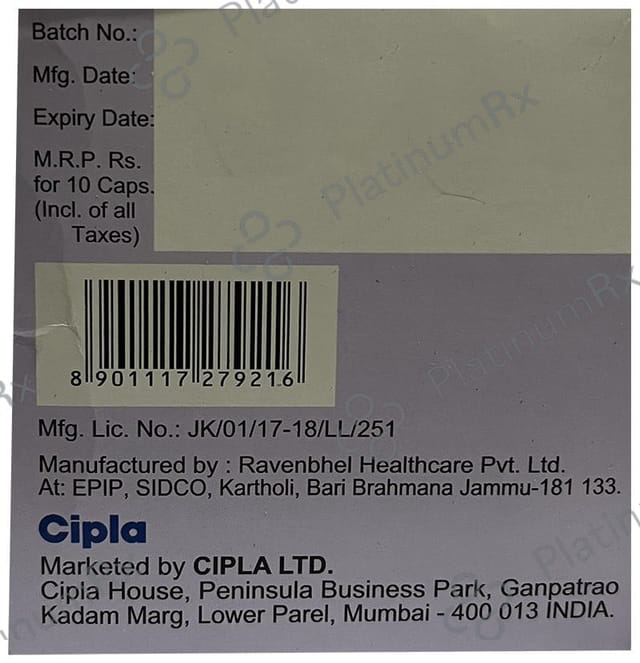 Batch No.:
Mfg. Date:
Expiry Date:
M.R.P. Rs.
for 10 Caps.
(Incl. of all
Taxes)
PlatinumRx
PlatinumRx
8 901117 279216
Mfg. Lic. No.: JK/01/17-18/LL/251
Manufactured by : Ravenbhel Healthcare Pvt. Ltd.
At: EPIP, SIDCO, Kartholi, Bari Brahmana Jammu-181 133.
Cipla
Marketed by CIPLA LTD.
Cipla House, Peninsula Business Park, Ganpatrao
Kadam Marg, Lower Parel, Mumbai - 400 013 INDIA.